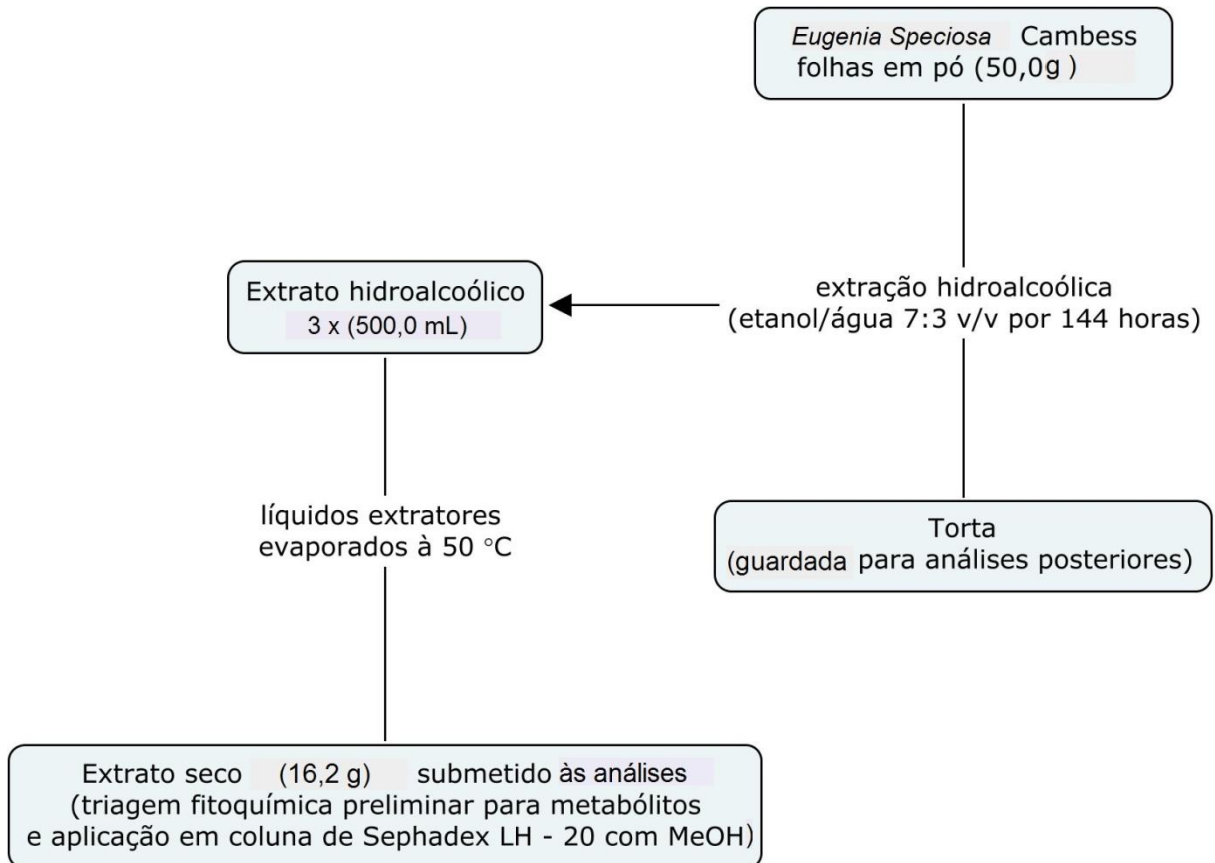 Eugenia Speciosa Cambess
folhas em pó (50,0g )
extração hidroalcoólica
(etanol/água 7:3 v/v por 144 horas)
Extrato hidroalcoólico
3 x (500,0 mL)
Torta
(guardada para análises posteriores)
líquidos extratores
evaporados à 50 °C
Extrato seco (16,2 g) submetido às análises
(triagem fitoquímica preliminar para metabólitos
e aplicação em coluna de Sephadex LH - 20 com MeOH)